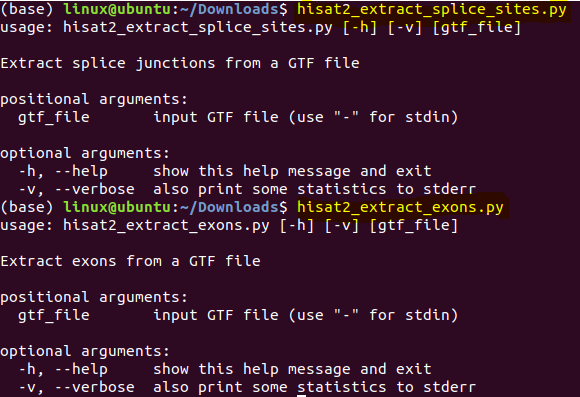 (base) linux@ubuntu:~/Downloads$ hisat2_extract_splice_sites.py
usage: hisat2_extract_splice_sites.py [-h] [-v] [gtf_file]
Extract splice junctions from a GTF file
positional arguments:
  gtf_file       input GTF file (use "-" for stdin)
optional arguments:
  -h, --help     show this help message and exit
  -v, --verbose  also print some statistics to stderr
(base) linux@ubuntu:~/Downloads$ hisat2_extract_exons.py
usage: hisat2_extract_exons.py [-h] [-v] [gtf_file]
Extract exons from a GTF file
positional arguments:
  gtf_file       input GTF file (use "-" for stdin)
optional arguments:
  -h, --help     show this help message and exit
  -v, --verbose  also print some statistics to stderr